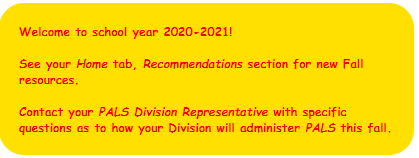 Welcome to school year 2020-2021!
See your Home tab, Recommendations section for new Fall
resources.
Contact your PALS Division Representative with specific
questions as to how your Division will administer PALS this fall.